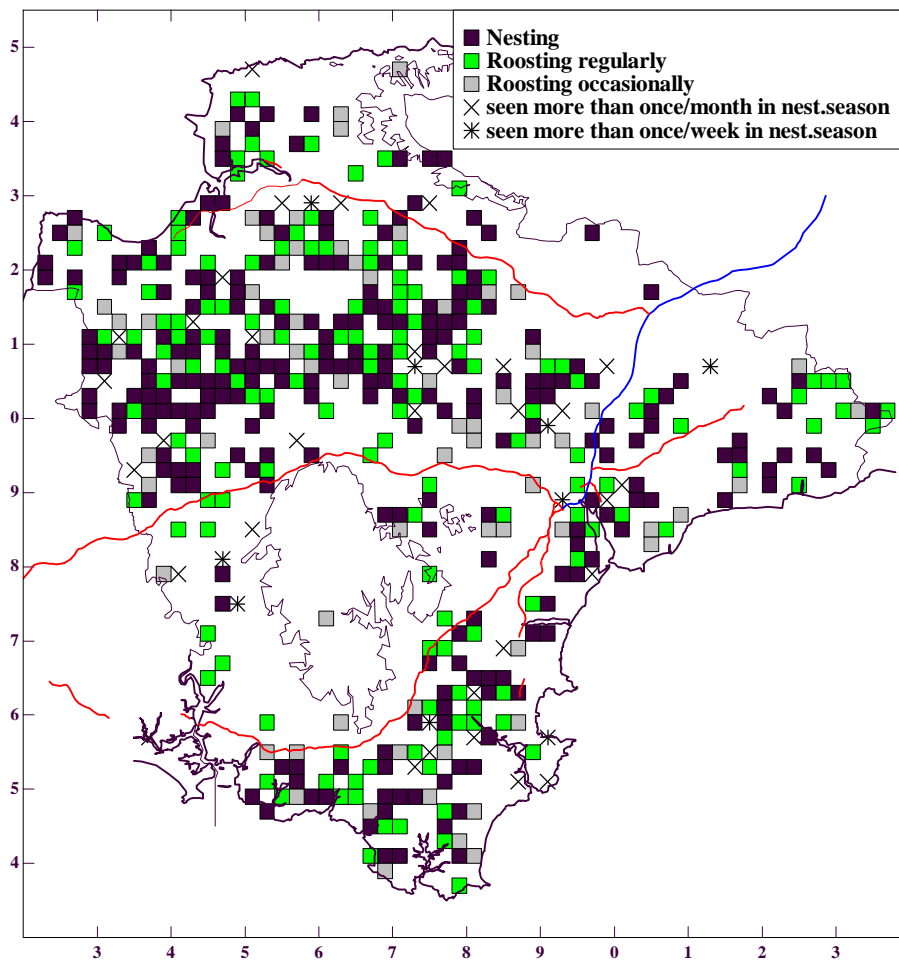 Nesting
Roosting regularly
Roosting occasionally
seen more than once/month in nest.season
seen more than once/week in nest.season
5
4
3
2
1
0
9
8
7
6
5
4
3 4 5 6 7 8 9 0 1 2 3